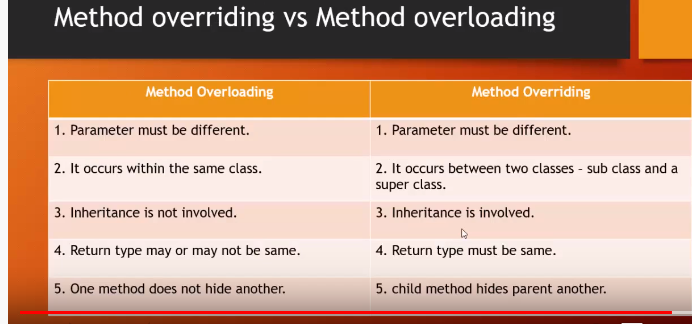 Method overriding vs Method overloading
Method Overloading
Method Overriding
1. Parameter must be different.
1. Parameter must be different.
2. It occurs within the same class.
2. It occurs between two classes – sub class and a
super class.
3. Inheritance is not involved.
3. Inheritance is involved.
4. Return type may or may not be same.
4. Return type must be same.
5. One method does not hide another.
5. child method hides parent another.